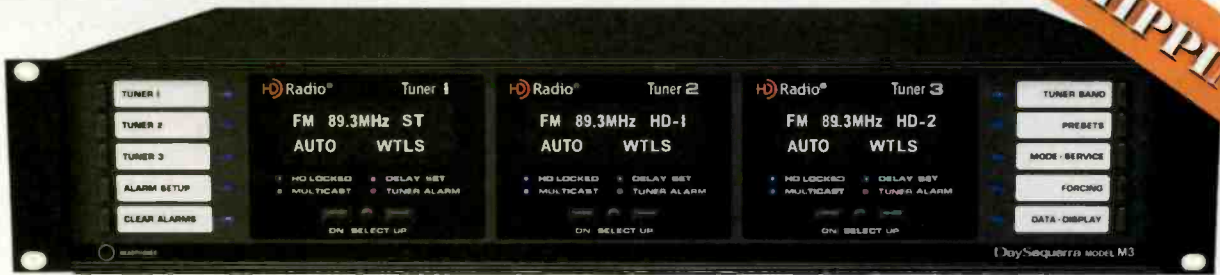 HIPPI
TUNER 1
TUNER 2
TUNER 3
ALARM SETUP
CLEAR ALARMS
HD Radio® Tuner 1
FM 89.3MHz ST
AUTO WTLS
HD LOCKED DELAY SET
MULTICAST TUNER ALARM
DN SELECT UP
HD Radio® Tuner 2
FM 89.3MHz HD-1
AUTO WTLS
HD LOCKED DELAY SET
MULTICAST TUNER ALARM
DN SELECT UP
HD Radio® Tuner 3
FM 89.3MHz HD-2
AUTO WTLS
HD LOCKED DELAY SET
MULTICAST TUNER ALARM
DN SELECT UP
TUNER BAND
PRESETS
MODE - SERVICE
FORCING
DATA - DISPLAY
DaySequerra MODEL M3